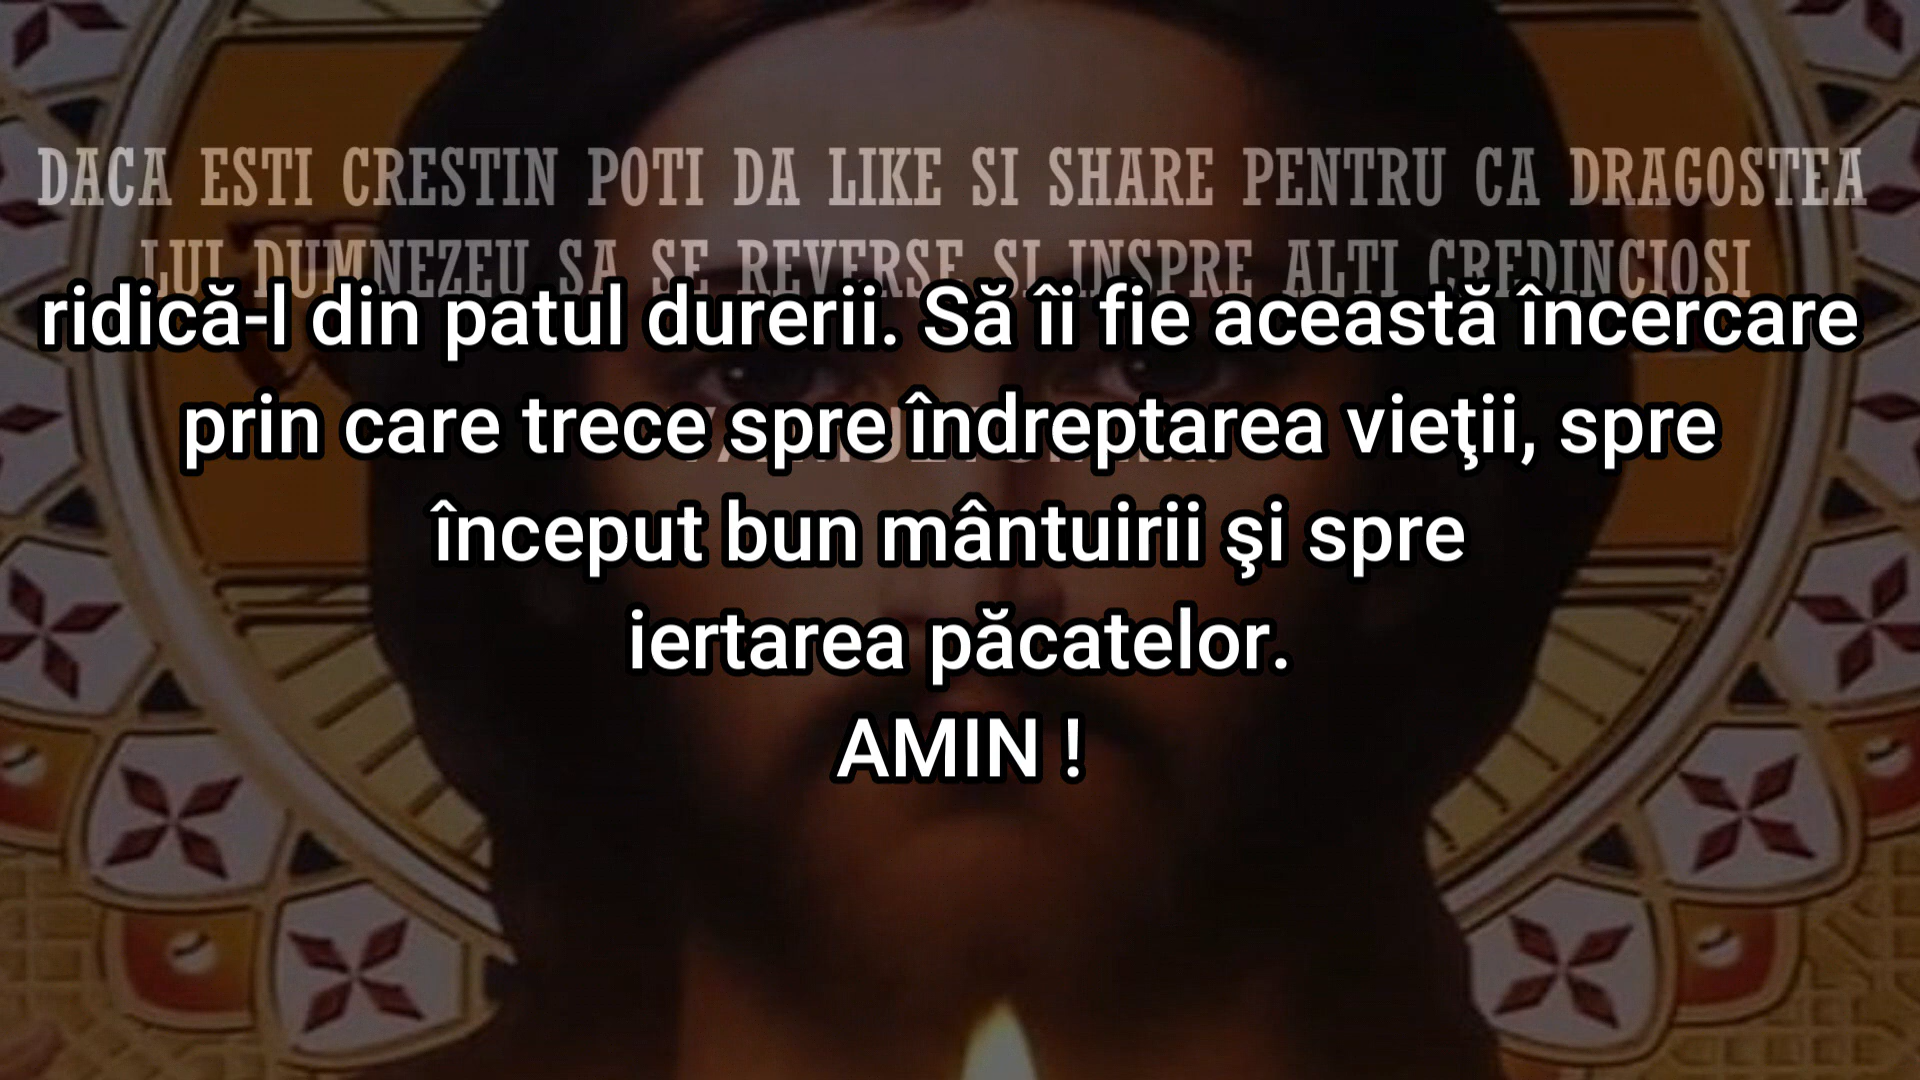 DACA ESTI CRESTIN POTI DA LIKE SI SHARE PENTRU CA DRAGOSTEA
LUI DUMNEZEU SA SE REVERSE SI INSPRE ALTI CREDINCIOSI
ridică-l din patul durerii. Să îi fie această încercare
prin care trece spre îndreptarea vieţii, spre
început bun mântuirii şi spre
iertarea păcatelor.
AMIN !